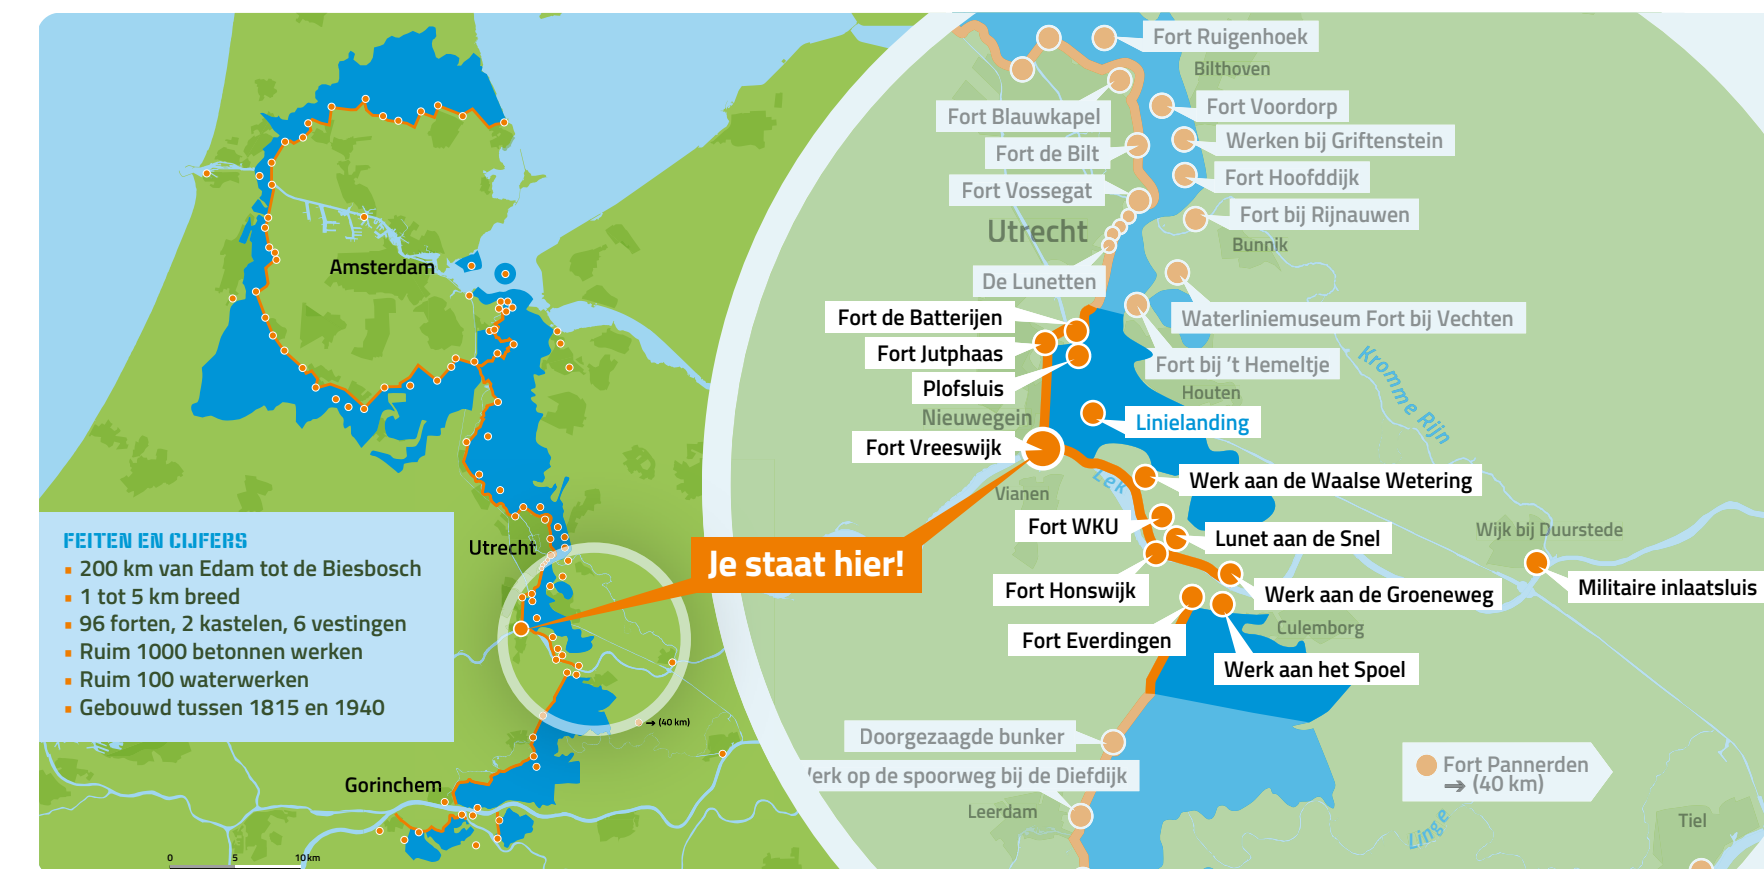 Amsterdam
Utrecht
Gorinchem
→ (40 km)
0 5 10 km
FEITEN EN CIJFERS
▪ 200 km van Edam tot de Biesbosch
▪ 1 tot 5 km breed
▪ 96 forten, 2 kastelen, 6 vestingen
▪ Ruim 1000 betonnen werken
▪ Ruim 100 waterwerken
▪ Gebouwd tussen 1815 en 1940
Je staat hier!
Fort Ruigenhoek
Bilthoven
Fort Voordorp
Fort Blauwkapel
Werken bij Griftenstein
Fort de Bilt
Fort Hoofddijk
Fort Vossegat
Fort bij Rijnauwen
Utrecht
Bunnik
De Lunetten
Fort de Batterijen
Waterliniemuseum Fort bij Vechten
Fort Jutphaas
Fort bij ’t Hemeltje
Plofsluis
Houten
Kromme Rijn
Nieuwegein
Linielanding
Fort Vreeswijk
Lek
Werk aan de Waalse Wetering
Vianen
Fort WKU
Lunet aan de Snel
Wijk bij Duurstede
Fort Honswijk
Werk aan de Groeneweg
Militaire inlaatsluis
Fort Everdingen
Culemborg
Werk aan het Spoel
Doorgezaagde bunker
op de spoorweg bij de Diefdijk
Fort Pannerden
→ (40 km)
Leerdam
Linge
Tiel